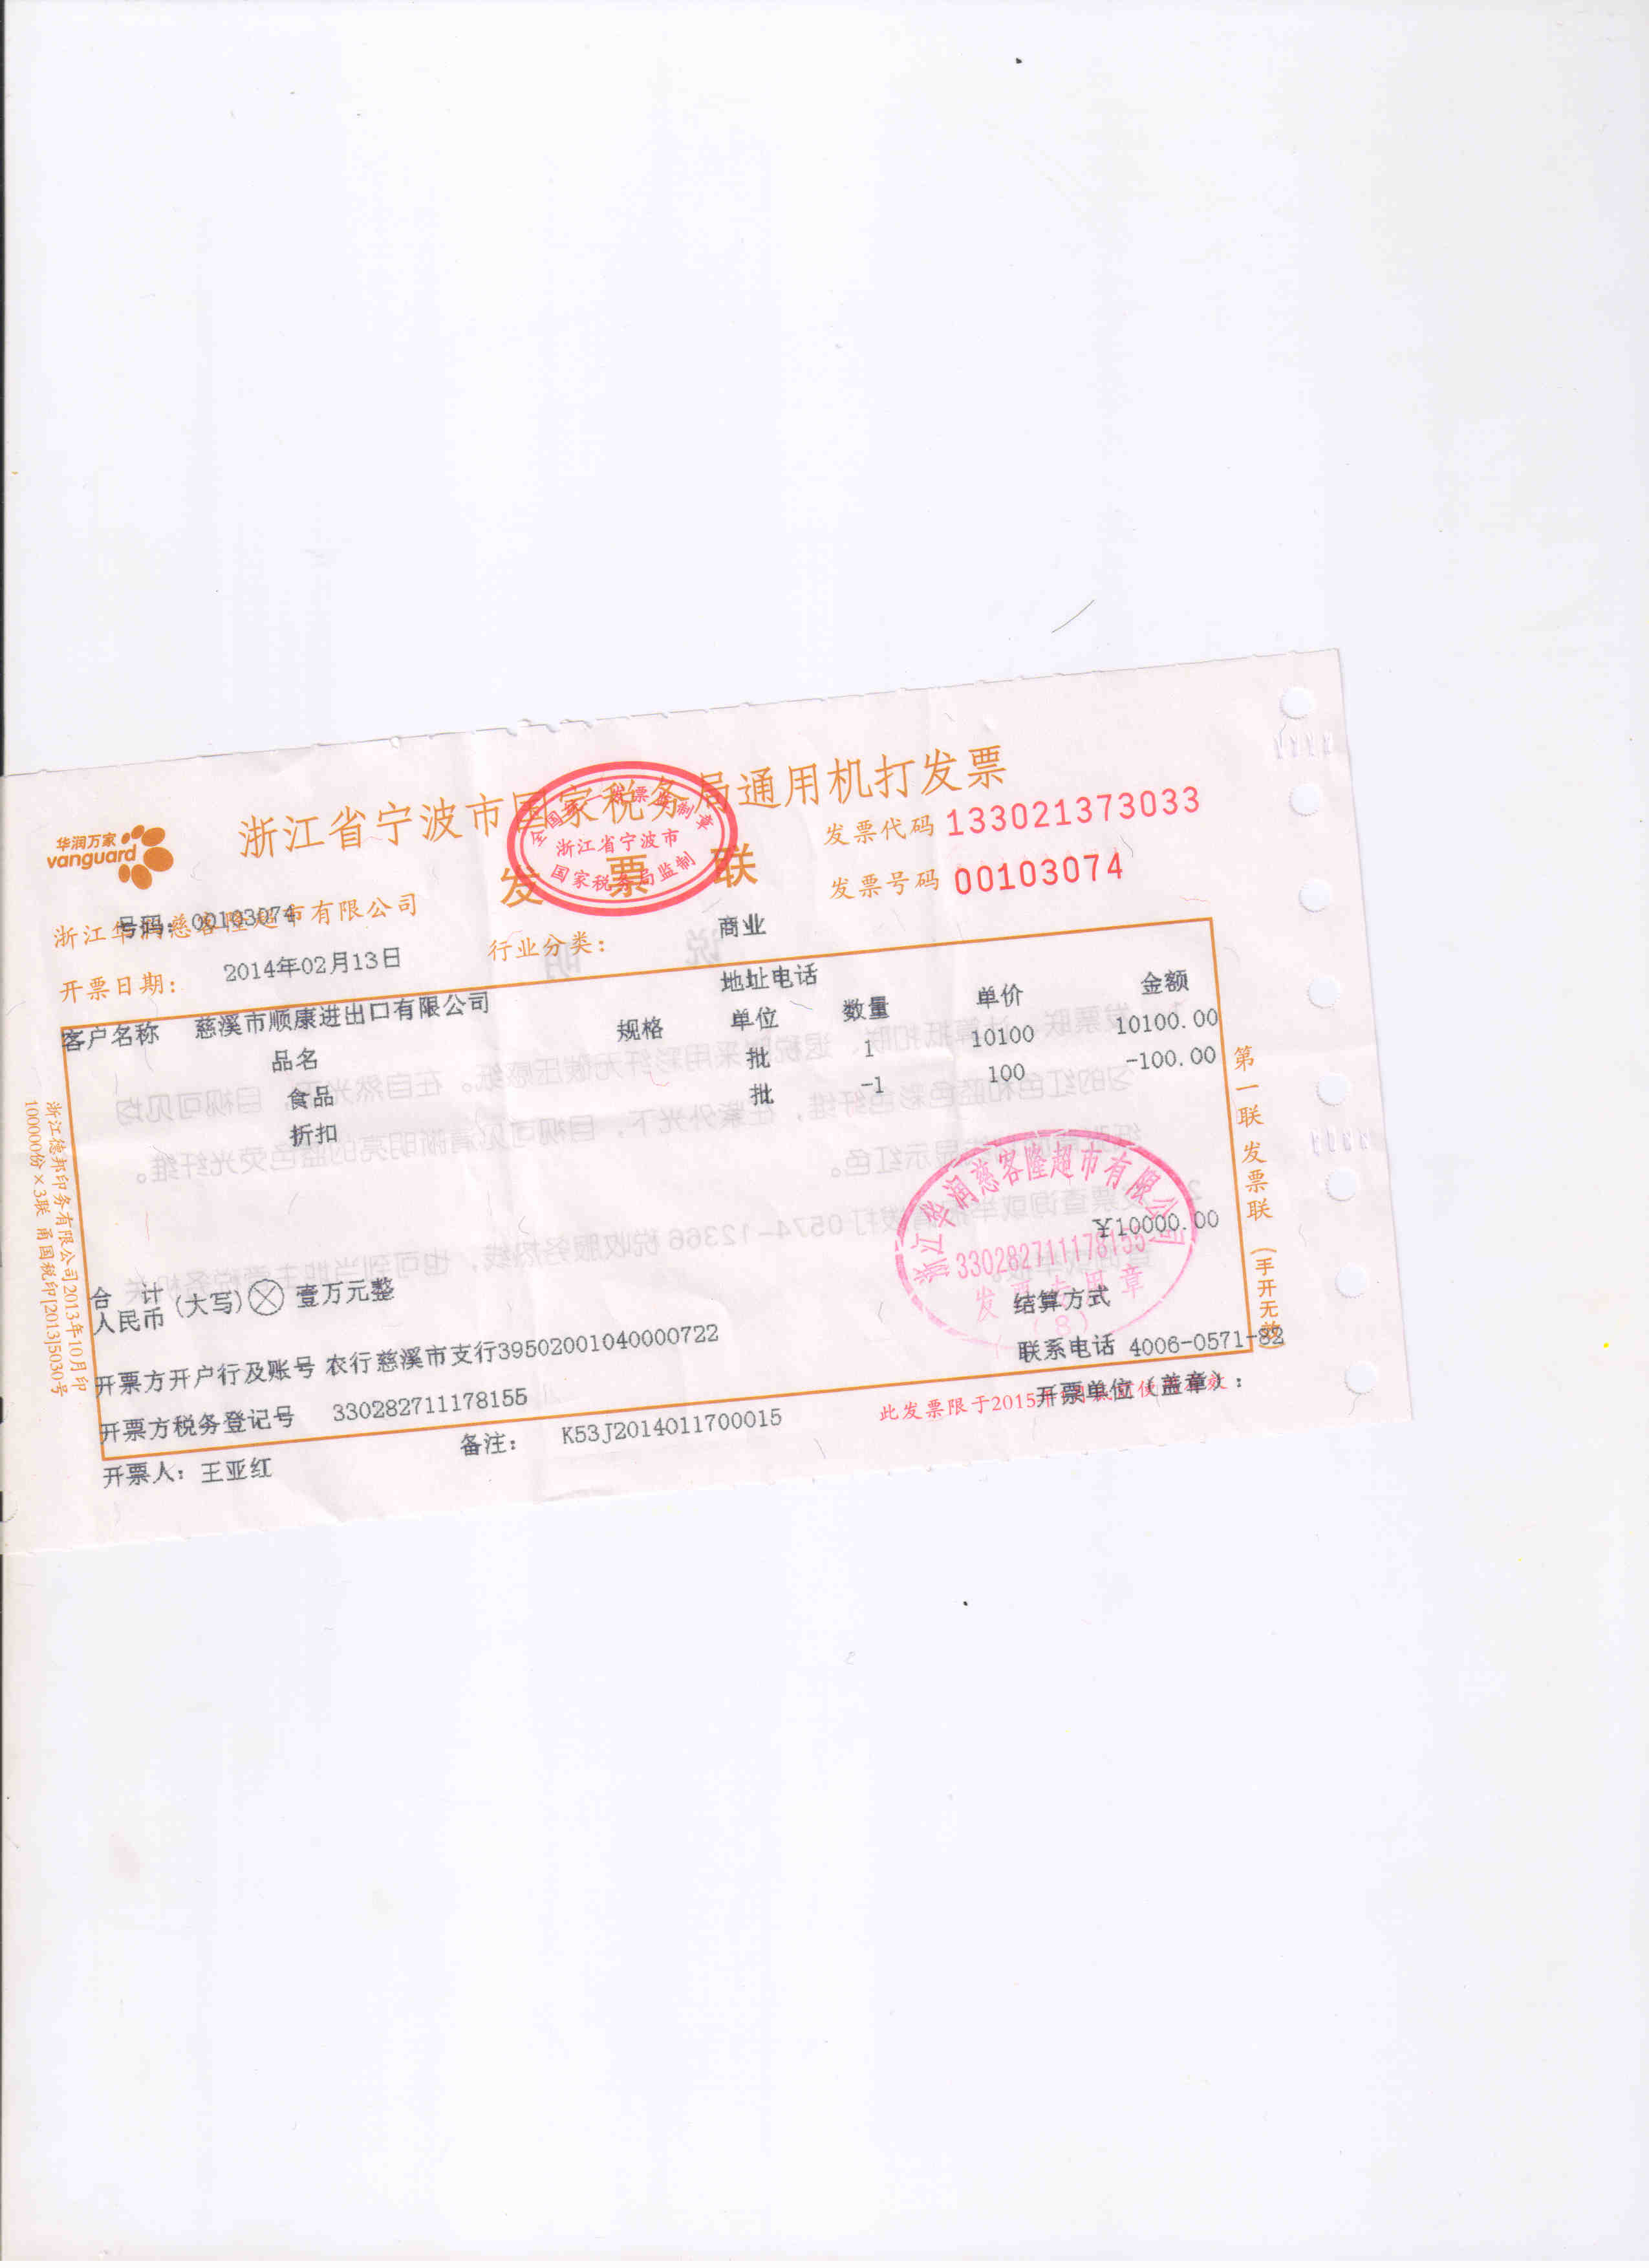 浙江省宁波市国家税务局通用机打发票
华润万家
vanguard
全国统一发票监制章
浙江省宁波市
国家税务局监制
发票联
发票代码 133021373033
发票号码 00103074
浙江华润慈客隆超市有限公司
号码：00103074
开票日期： 2014年02月13日
行业分类： 商业
客户名称 慈溪市顺康进出口有限公司 地址电话
品名 规格 单位 数量 单价 金额
食品 批 1 10100 10100.00
折扣 批 -1 100 -100.00
浙江华润慈客隆超市有限公司
330282711178155
发票专用章
(8)
¥10000.00
合计
人民币 (大写)ⓧ 壹万元整
结算方式
开票方开户行及账号 农行慈溪市支行39502001040000722
联系电话 4006-0571-82
开票方税务登记号 330282711178155
开票单位（盖章）：
此发票限于2015年
开票人：王亚红
备注： K53J2014011700015
第一联 发票联 (手开无效
浙江德邦印务有限公司2013年10月印
100000份×3联 甬国税印[2013]5030号